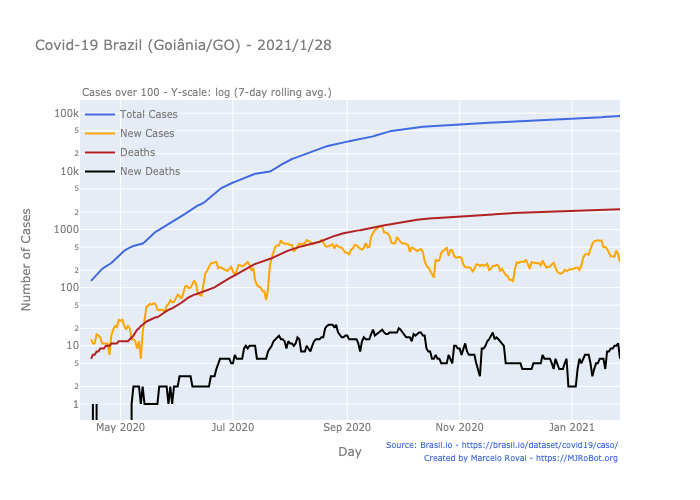 Covid-19 Brazil (Goiânia/GO) - 2021/1/28
Cases over 100 - Y-scale: log (7-day rolling avg.)
Total Cases
New Cases
Deaths
New Deaths
100k
5
2
10k
5
2
1000
5
2
100
5
2
10
5
2
1
Number of Cases
May 2020
Jul 2020
Sep 2020
Nov 2020
Jan 2021
Day
Source: Brasil.io - https://brasil.io/dataset/covid19/caso/
Created by Marcelo Rovai - https://MJRoBot.org